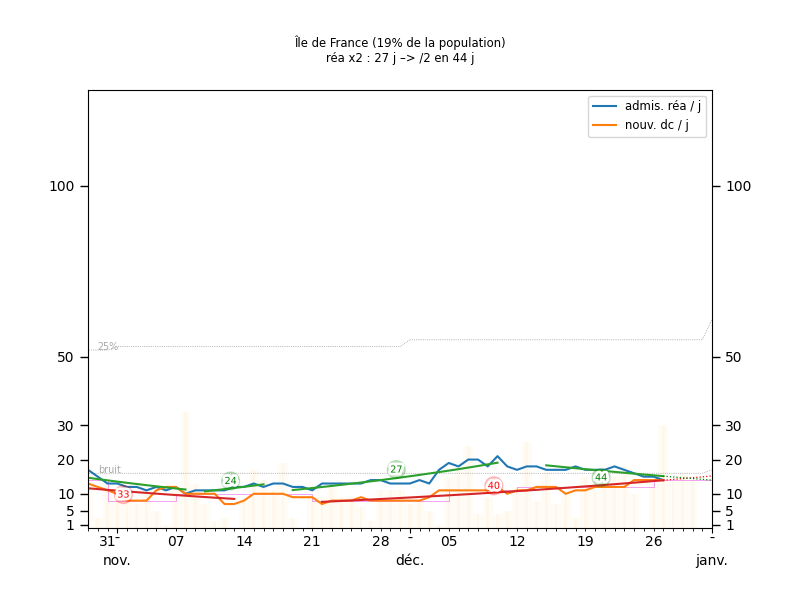 Île de France (19% de la population)
réa x2 : 27 j –> /2 en 44 j
admis. réa / j
nouv. dc / j
100
100
25%
50
50
30
30
bruit
27
20
20
44
24
40
33
10
10
5
5
1
1
31 07 14 21 28 05 12 19 26
nov. déc. janv.